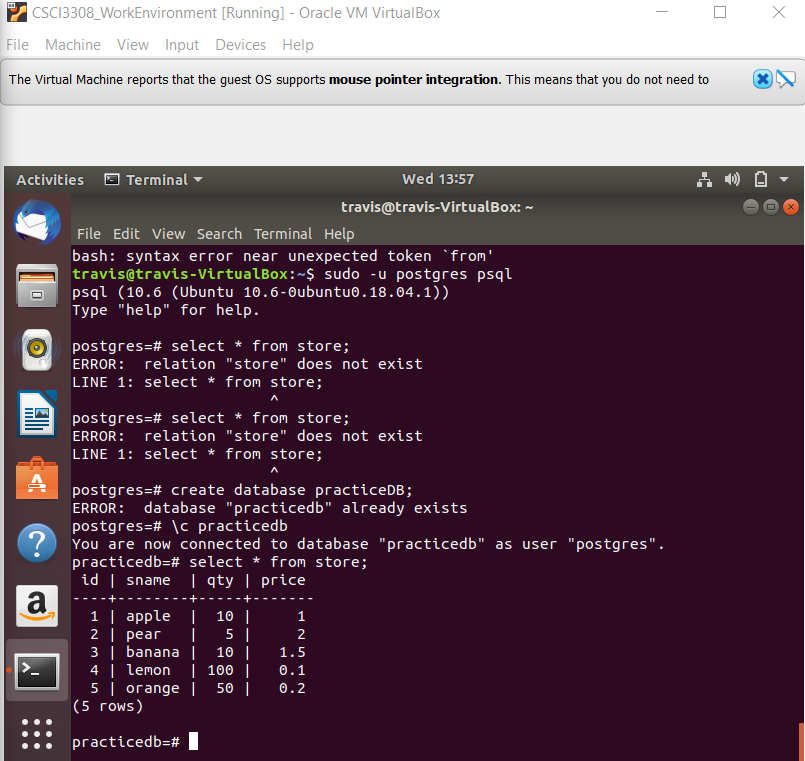 CSCI3308_WorkEnvironment [Running] - Oracle VM VirtualBox
File Machine View Input Devices Help
The Virtual Machine reports that the guest OS supports mouse pointer integration. This means that you do not need to
Activities Terminal Wed 13:57
travis@travis-VirtualBox: ~
File Edit View Search Terminal Help
bash: syntax error near unexpected token `from'
travis@travis-VirtualBox:~$ sudo -u postgres psql
psql (10.6 (Ubuntu 10.6-0ubuntu0.18.04.1))
Type "help" for help.
postgres=# select * from store;
ERROR:  relation "store" does not exist
LINE 1: select * from store;
                      ^
postgres=# select * from store;
ERROR:  relation "store" does not exist
LINE 1: select * from store;
                      ^
postgres=# create database practiceDB;
ERROR:  database "practicedb" already exists
postgres=# \c practicedb
You are now connected to database "practicedb" as user "postgres".
practicedb=# select * from store;
 id | sname  | qty | price
----+--------+-----+-------
  1 | apple  |  10 |     1
  2 | pear   |   5 |     2
  3 | banana |  10 |   1.5
  4 | lemon  | 100 |   0.1
  5 | orange |  50 |   0.2
(5 rows)
practicedb=#